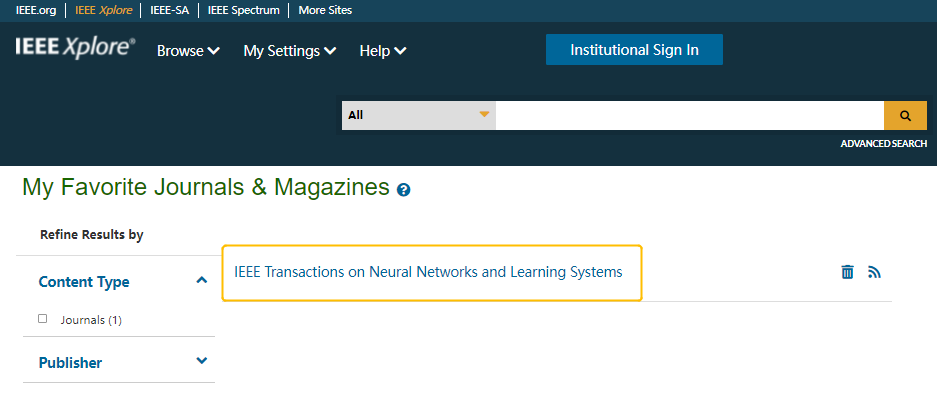 IEEE.org IEEE Xplore IEEE-SA IEEE Spectrum More Sites
IEEE Xplore® Browse My Settings Help Institutional Sign In
All
ADVANCED SEARCH
My Favorite Journals & Magazines ?
Refine Results by
IEEE Transactions on Neural Networks and Learning Systems
Content Type
Journals (1)
Publisher